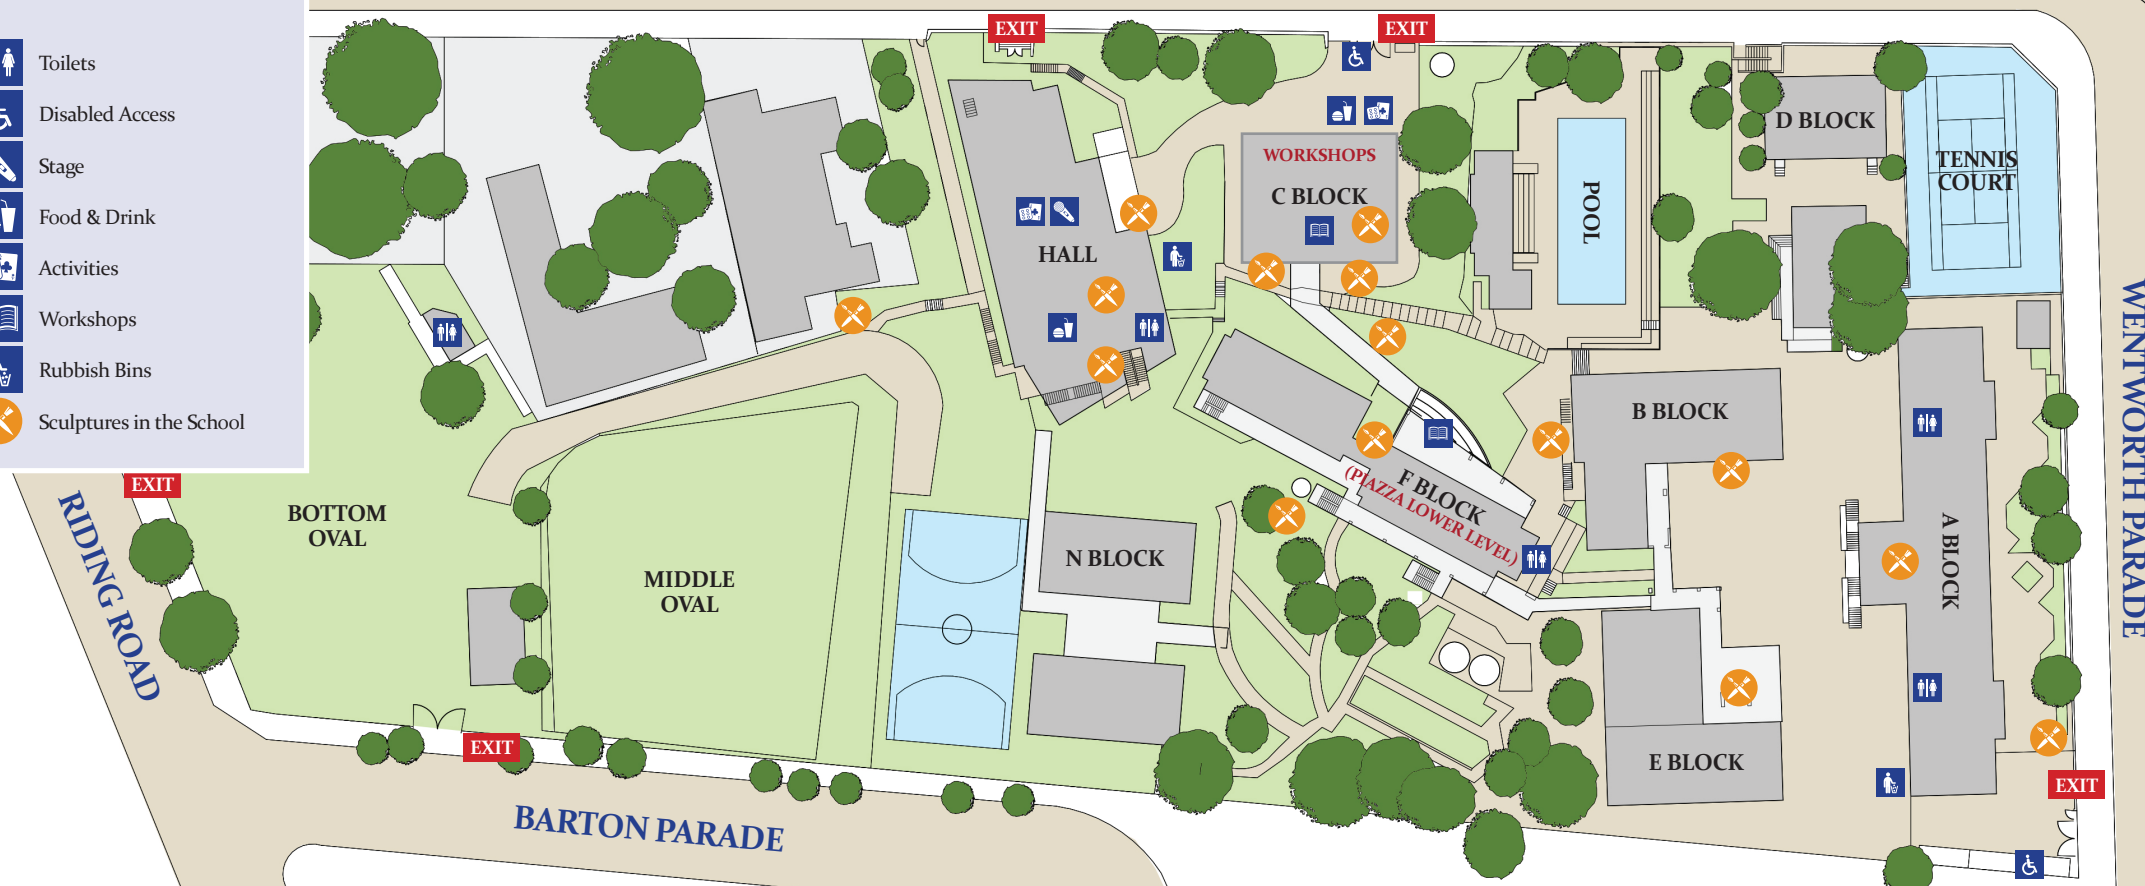 Toilets
Disabled Access
Stage
Food & Drink
Activities
Workshops
Rubbish Bins
Sculptures in the School
EXIT
EXIT
WORKSHOPS
C BLOCK
HALL
POOL
D BLOCK
TENNIS
COURT
WENTWORTH PARADE
B BLOCK
A BLOCK
F BLOCK
(PIAZZA LOWER LEVEL)
EXIT
RIDING ROAD
BOTTOM
OVAL
MIDDLE
OVAL
N BLOCK
E BLOCK
EXIT
EXIT
BARTON PARADE